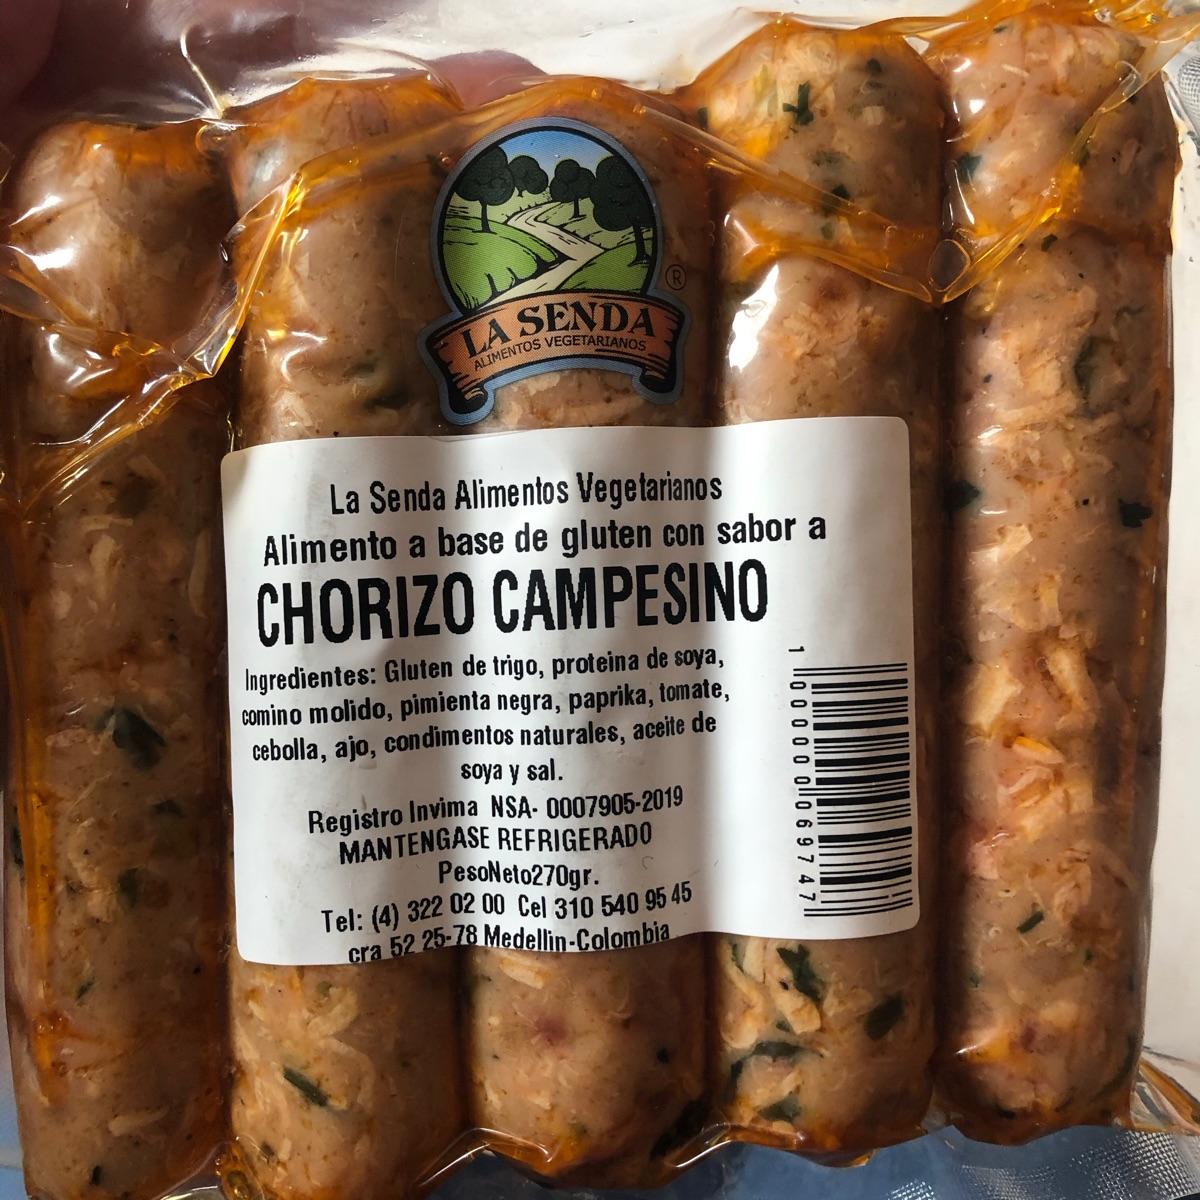 LA SENDA
ALIMENTOS VEGETARIANOS
®
La Senda Alimentos Vegetarianos
Alimento a base de gluten con sabor a
CHORIZO CAMPESINO
Ingredientes: Gluten de trigo, proteina de soya,
comino molido, pimienta negra, paprika, tomate,
cebolla, ajo, condimentos naturales, aceite de
soya y sal.
Registro Invima NSA- 0007905-2019
MANTENGASE REFRIGERADO
PesoNeto270gr.
Tel: (4) 322 02 00 Cel 310 540 95 45
cra 52 25-78 Medellin-Colombia
1 000000 069747